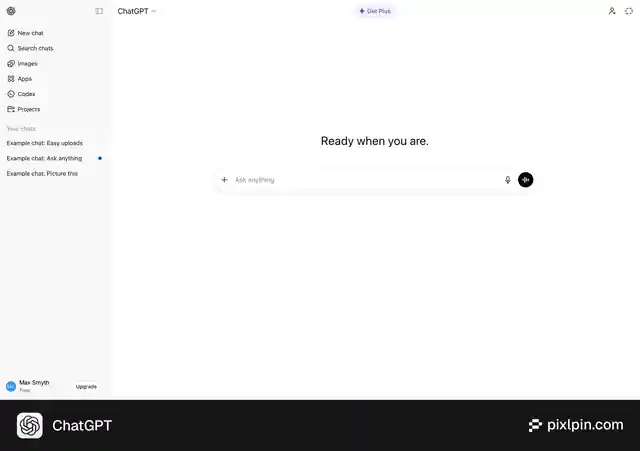 ChatGPT
Get Plus
New chat
Search chats
Images
Apps
Codex
Projects
Your chats
Example chat: Easy uploads
Example chat: Ask anything
Example chat: Picture this
Ready when you are.
Ask anything
Max Smyth
Free
Upgrade
ChatGPT
pixlpin.com